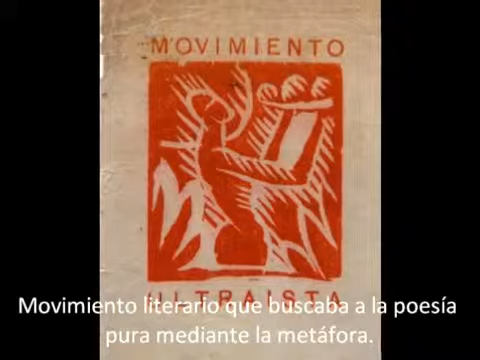 MOVIMIENTO
ULTRAISTA
Movimiento literario que buscaba a la poesía
pura mediante la metáfora.